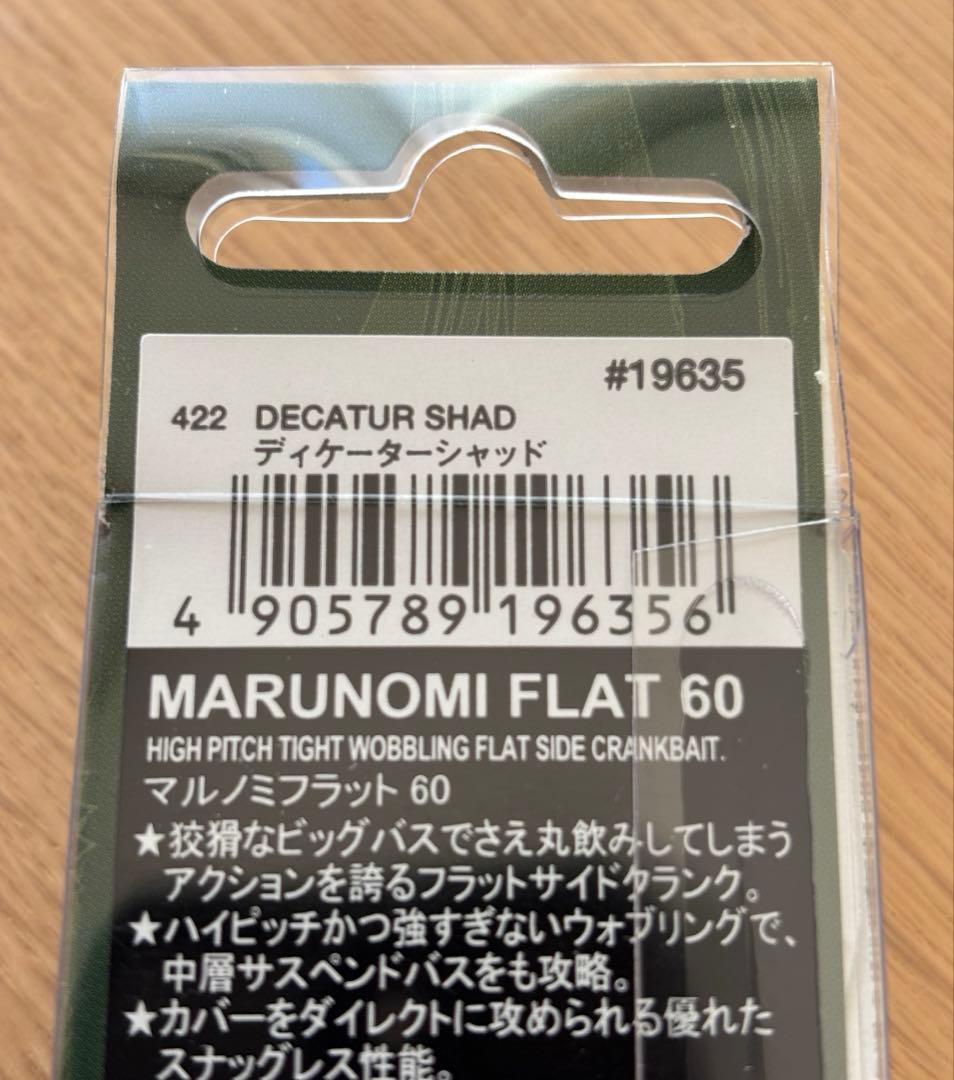 #19635
422 DECATUR SHAD
ディケーターシャッド
4 905789 196356
MARUNOMI FLAT 60
HIGH PITCH TIGHT WOBBLING FLAT SIDE CRANKBAIT.
マルノミフラット 60
★狡猾なビッグバスでさえ丸飲みしてしまう
アクションを誇るフラットサイドクランク。
★ハイピッチかつ強すぎないウォブリングで、
中層サスペンドバスをも攻略。
★カバーをダイレクトに攻められる優れた
スナッグレス性能。